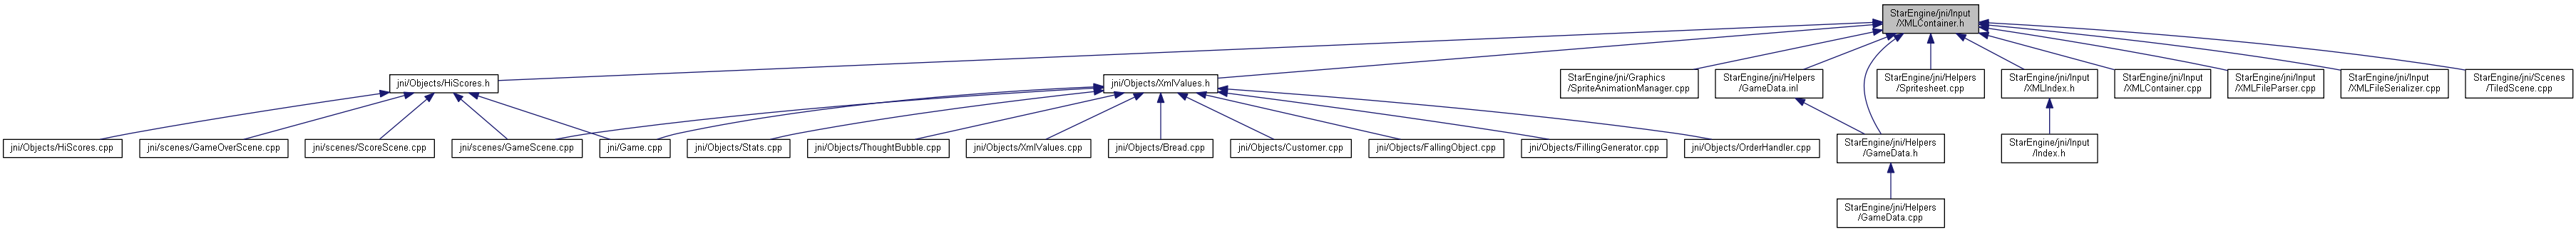 StarEngine/jni/Input
/XMLContainer.h
jni/Objects/HiScores.h
jni/Objects/XmlValues.h
StarEngine/jni/Graphics
/SpriteAnimationManager.cpp
StarEngine/jni/Helpers
/GameData.inl
StarEngine/jni/Helpers
/Spritesheet.cpp
StarEngine/jni/Input
/XMLIndex.h
StarEngine/jni/Input
/XMLContainer.cpp
StarEngine/jni/Input
/XMLFileParser.cpp
StarEngine/jni/Input
/XMLFileSerializer.cpp
StarEngine/jni/Scenes
/TiledScene.cpp
jni/Objects/HiScores.cpp
jni/scenes/GameOverScene.cpp
jni/scenes/ScoreScene.cpp
jni/scenes/GameScene.cpp
jni/Game.cpp
jni/Objects/Stats.cpp
jni/Objects/ThoughtBubble.cpp
jni/Objects/XmlValues.cpp
jni/Objects/Bread.cpp
jni/Objects/Customer.cpp
jni/Objects/FallingObject.cpp
jni/Objects/FillingGenerator.cpp
jni/Objects/OrderHandler.cpp
StarEngine/jni/Helpers
/GameData.h
StarEngine/jni/Input
/Index.h
StarEngine/jni/Helpers
/GameData.cpp